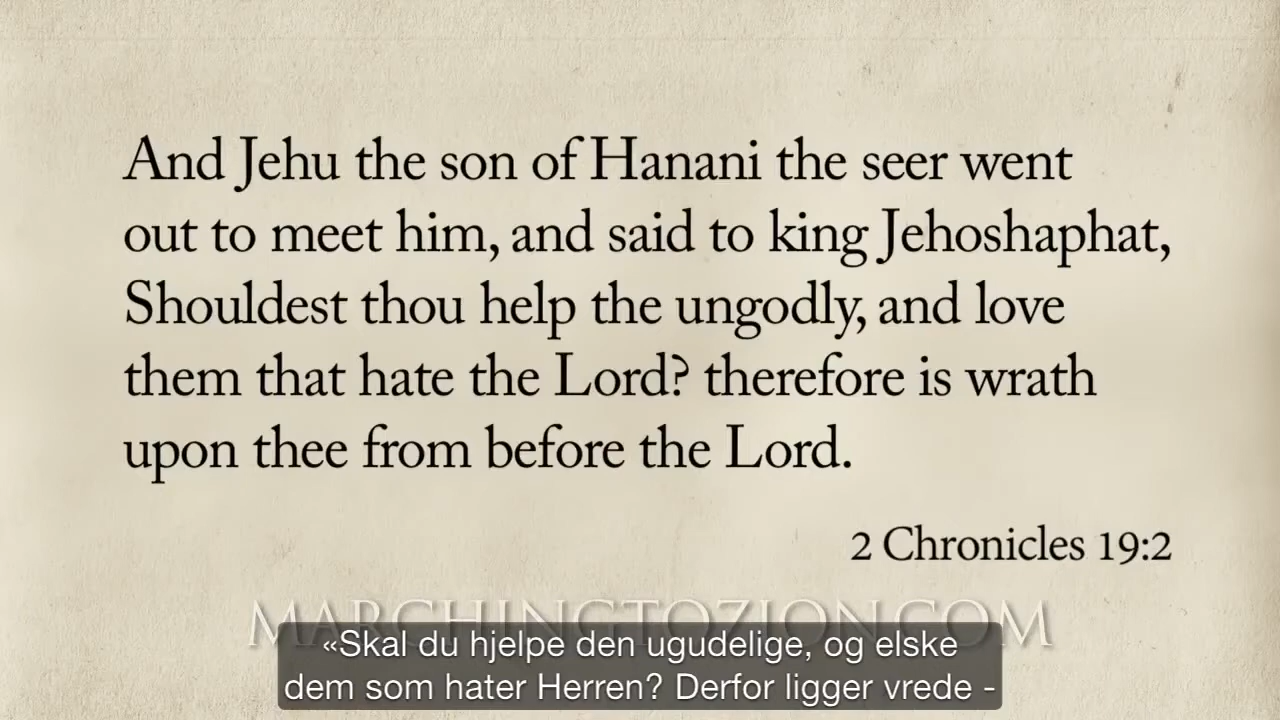 And Jehu the son of Hanani the seer went
out to meet him, and said to king Jehoshaphat,
Shouldest thou help the ungodly, and love
them that hate the Lord? therefore is wrath
upon thee from before the Lord.
2 Chronicles 19:2
MARCHINGTOZION.COM
«Skal du hjelpe den ugudelige, og elske
dem som hater Herren? Derfor ligger vrede -